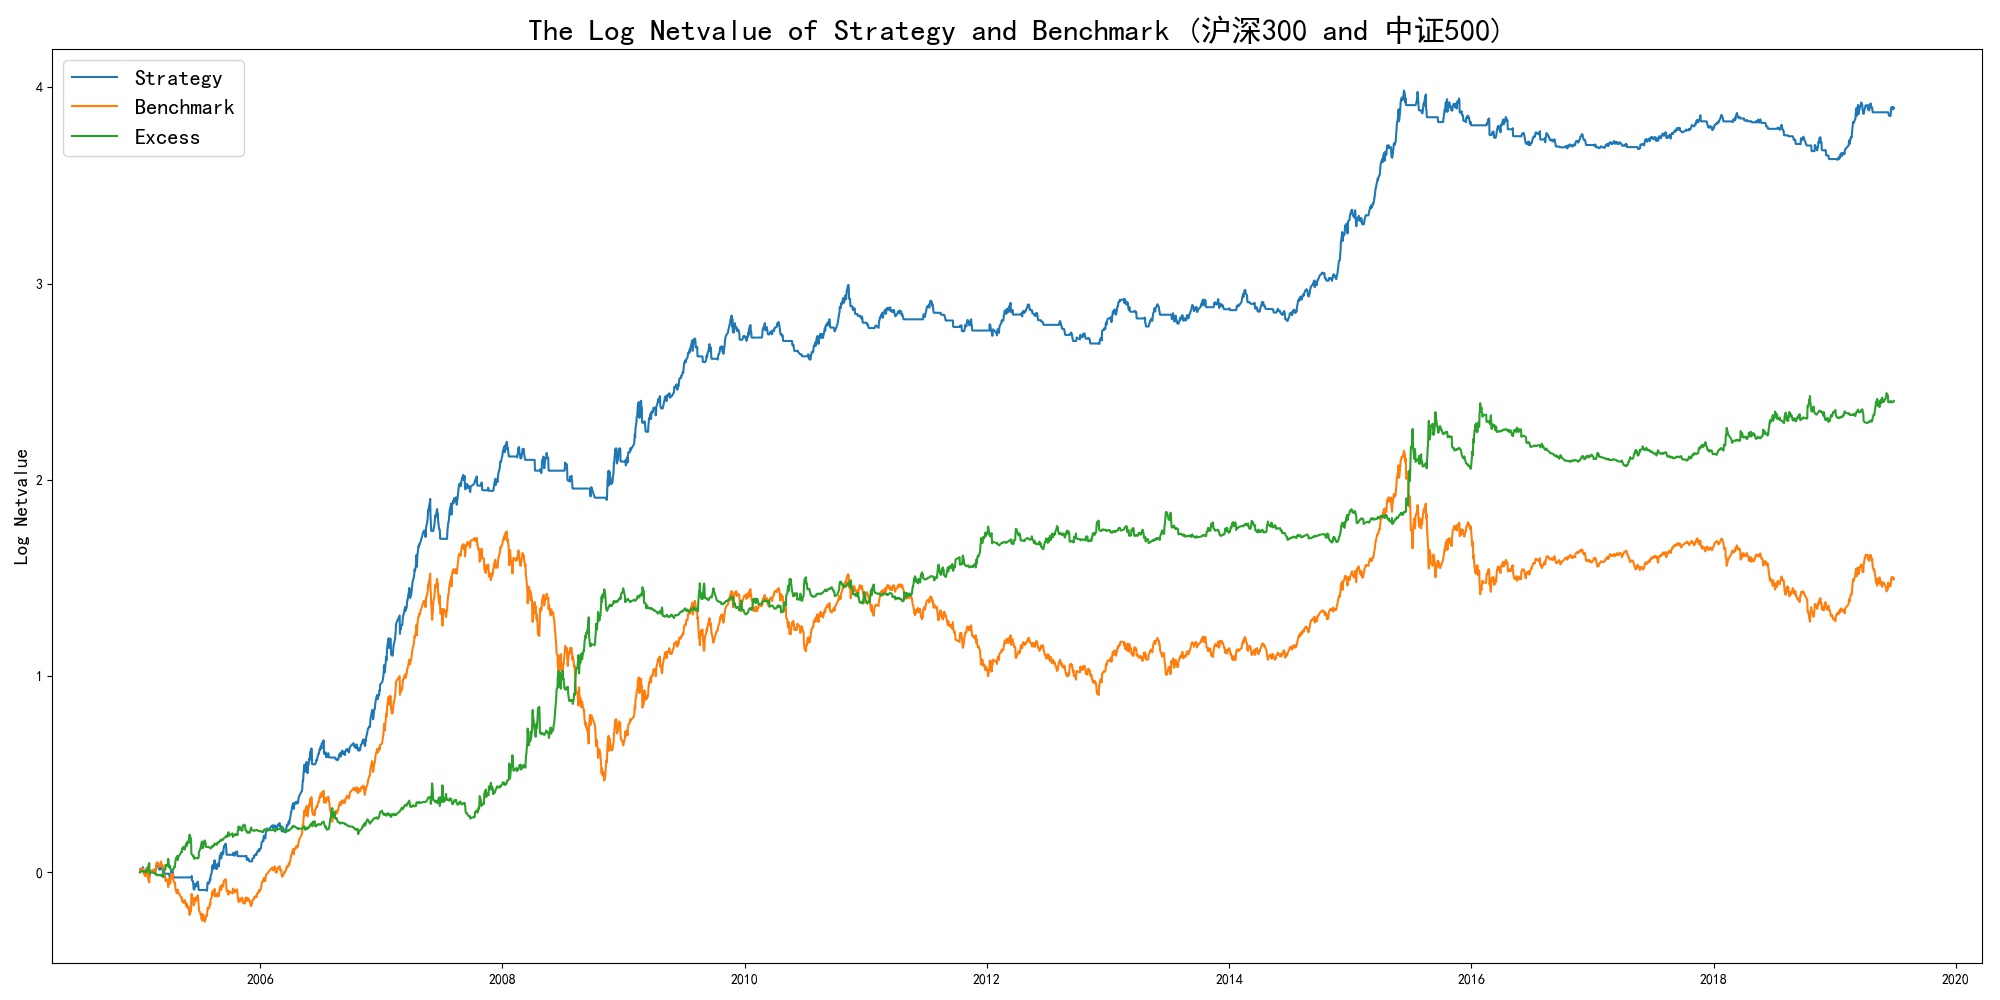 The Log Netvalue of Strategy and Benchmark (沪深300 and 中证500)
Strategy
Benchmark
Excess
Log Netvalue
4
3
2
1
0
2006
2008
2010
2012
2014
2016
2018
2020